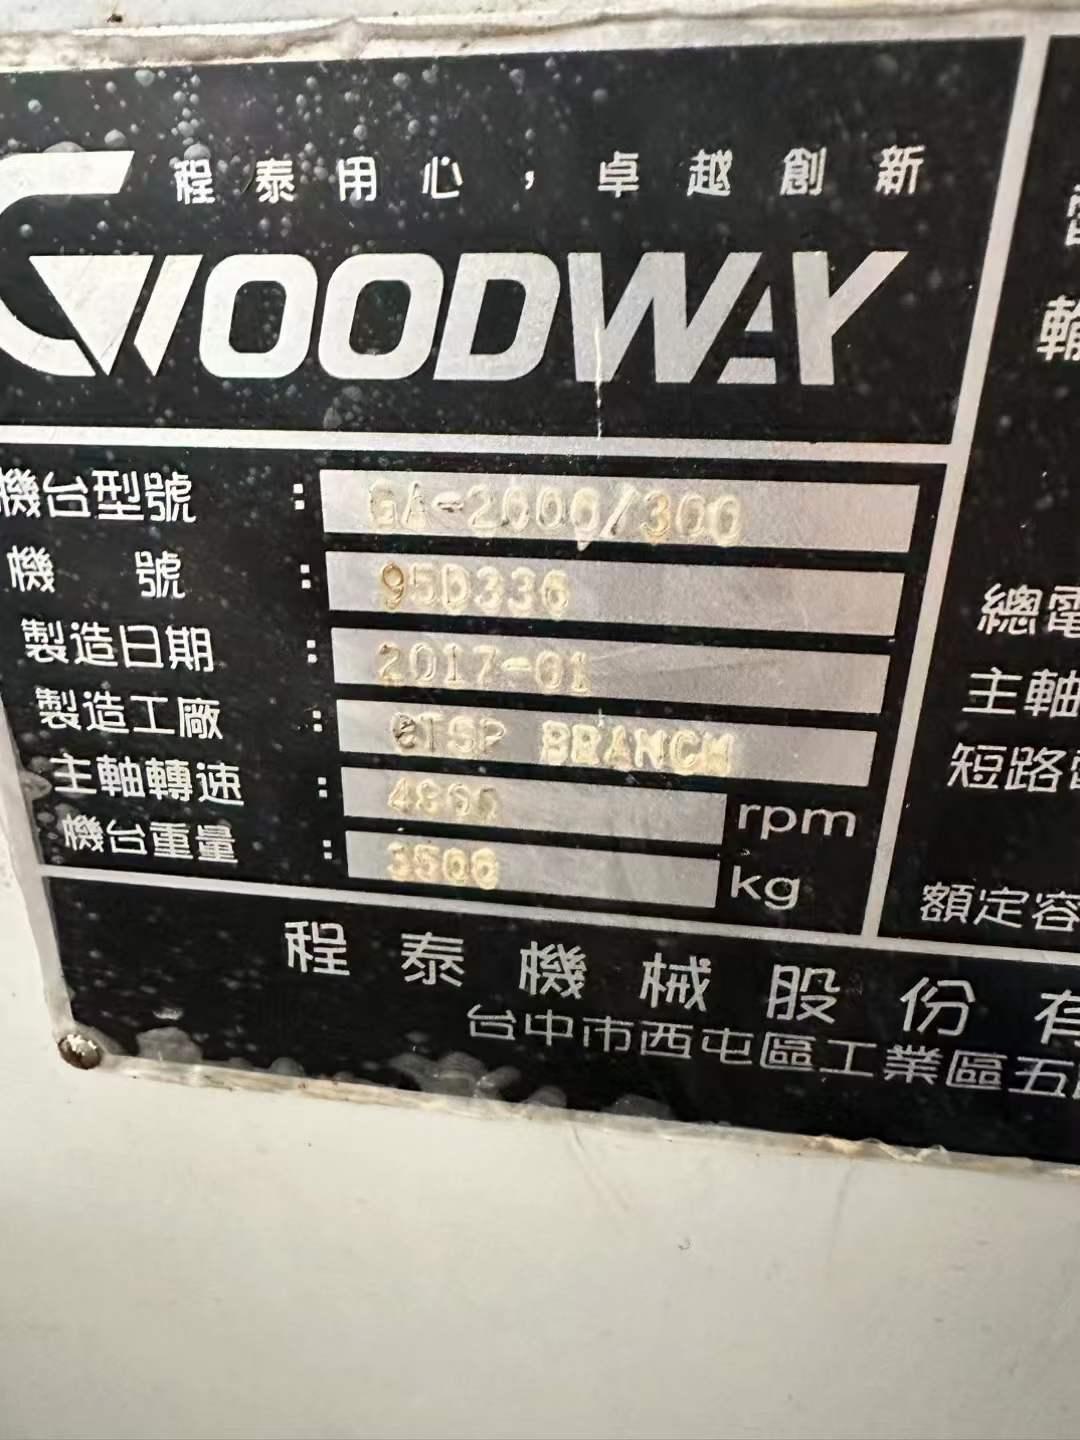 程泰用心，卓越創新
GOODWAY
機台型號 : GA-2000/300
機號 : 95D336
製造日期 : 2017-01
製造工廠 : CTSP BRANCH
主軸轉速 : rpm
機台重量 : 3500 kg
程泰機械股份有
台中市西屯區工業區五
輸
總電
主軸
短路電
額定容